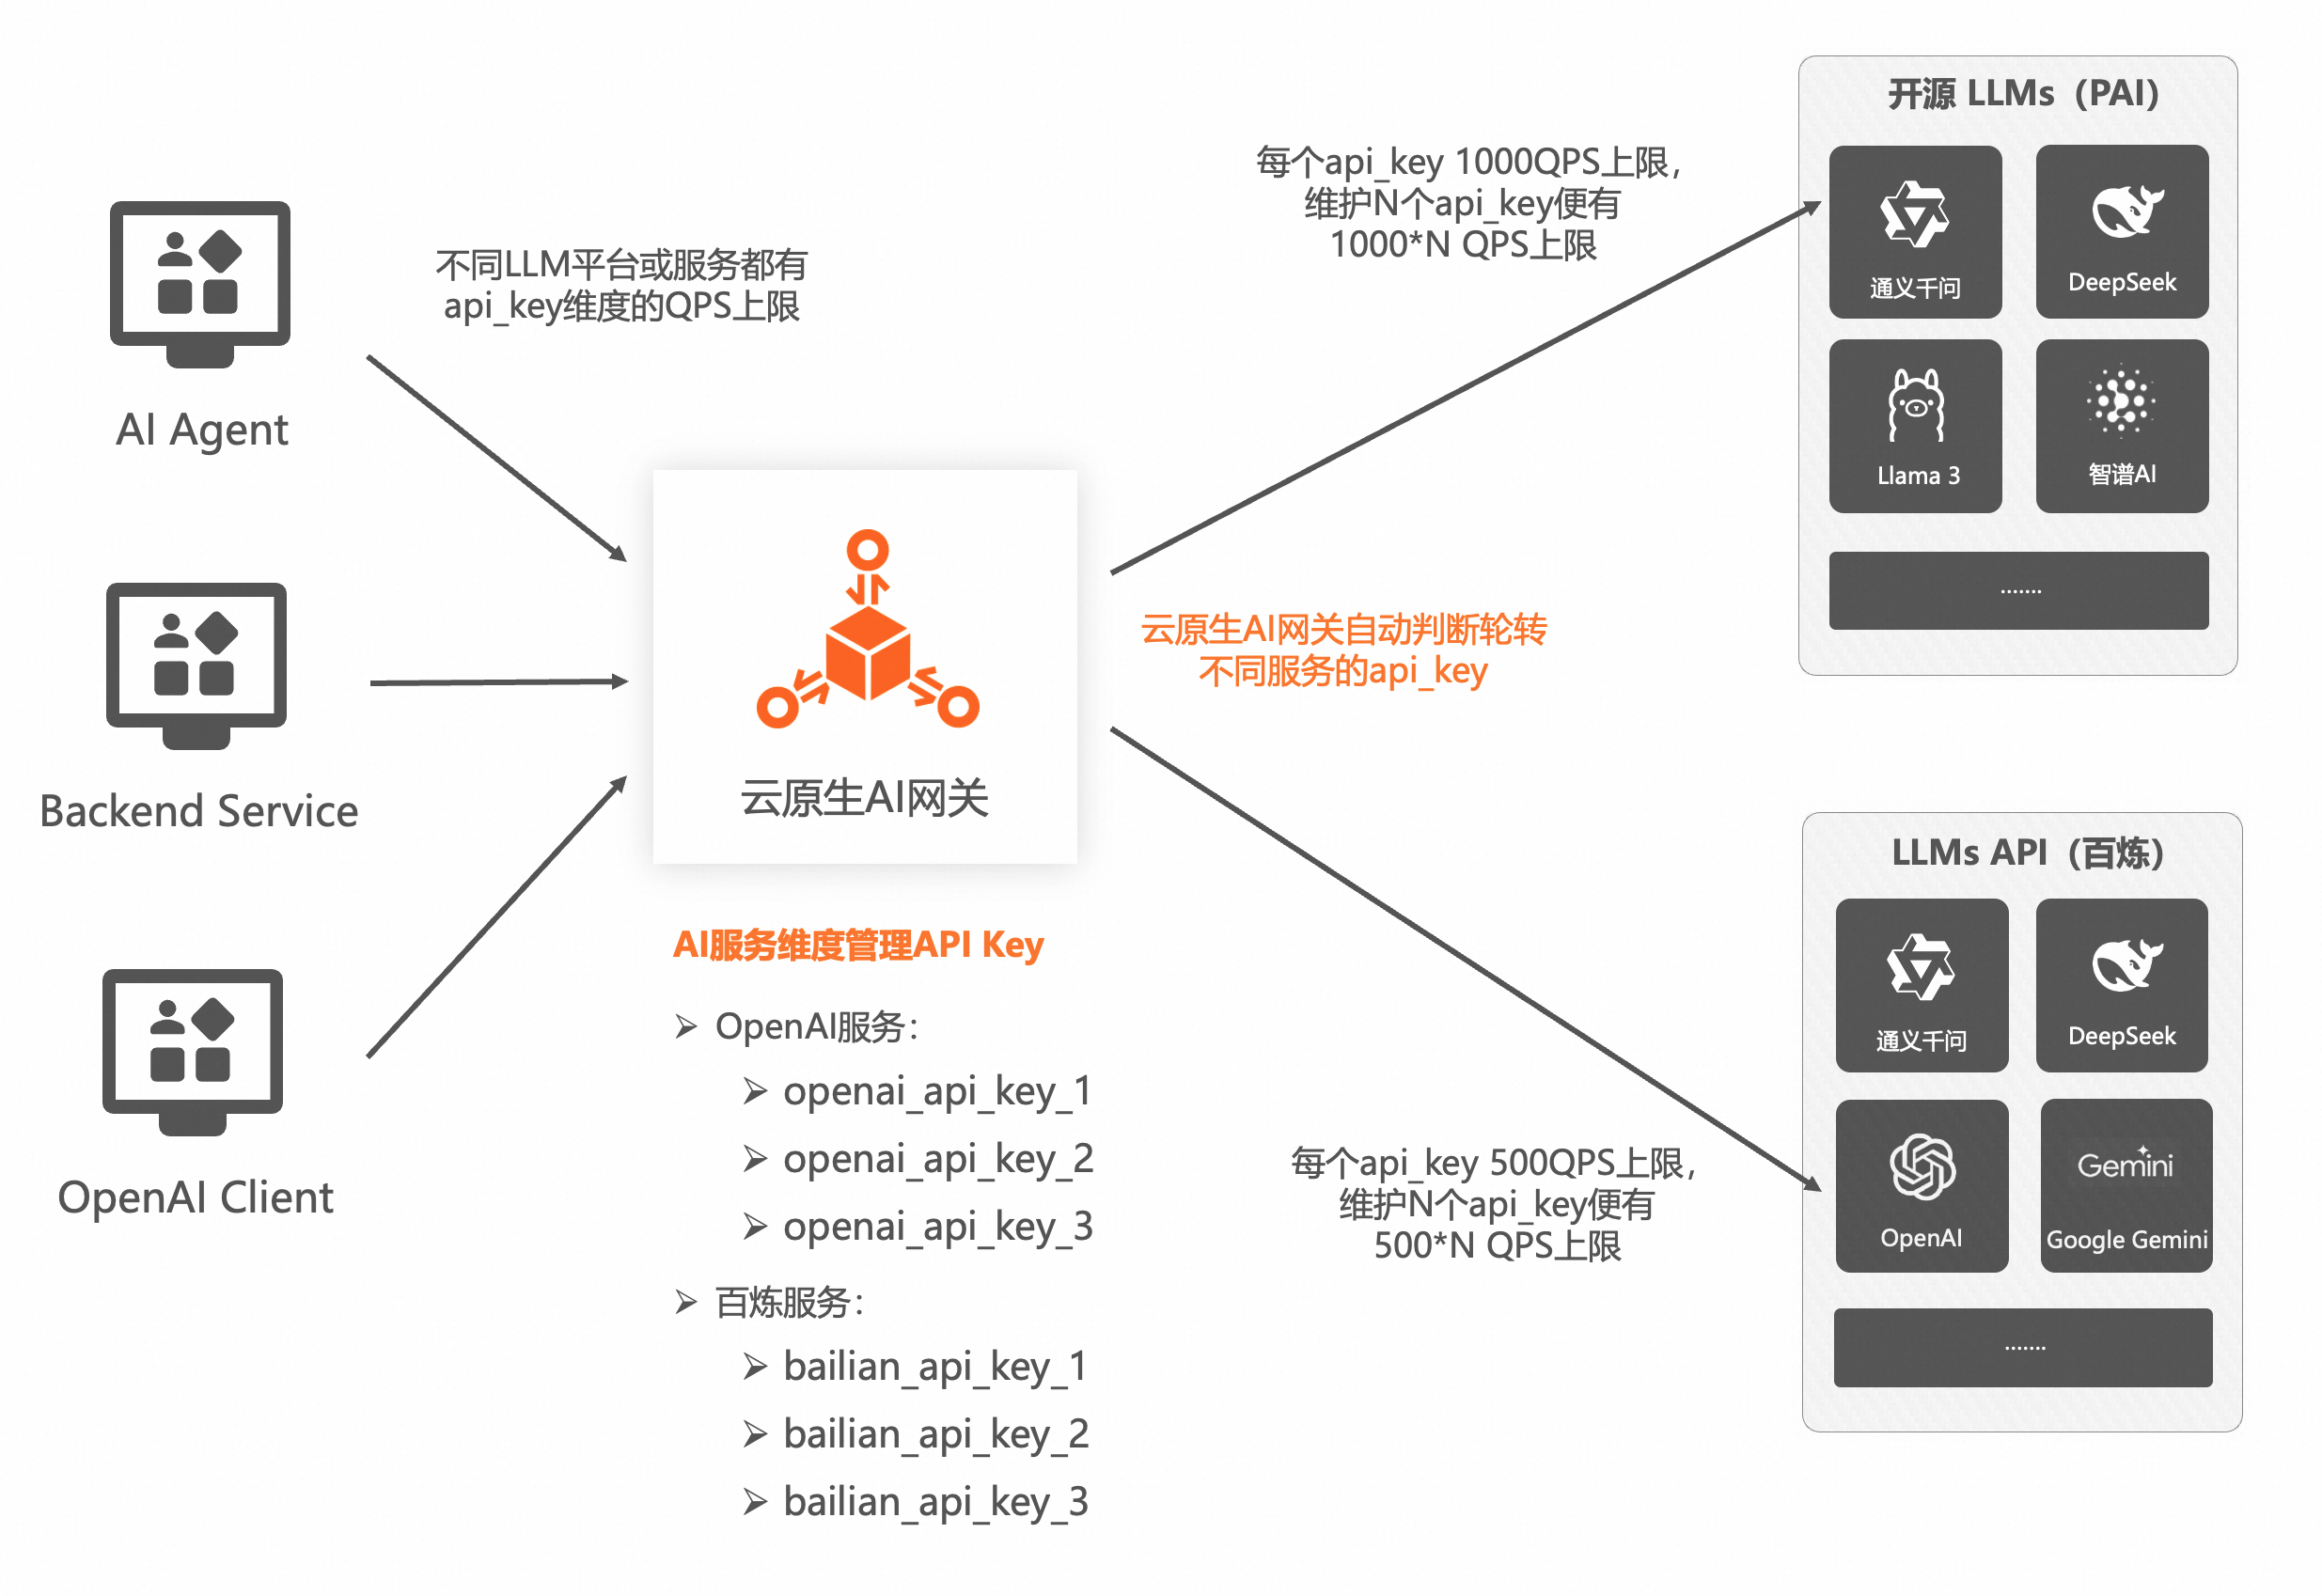 AI Agent
Backend Service
OpenAI Client
不同LLM平台或服务都有
api_key维度的QPS上限
云原生AI网关
AI服务维度管理API Key
OpenAI服务：
openai_api_key_1
openai_api_key_2
openai_api_key_3
百炼服务：
bailian_api_key_1
bailian_api_key_2
bailian_api_key_3
每个api_key 1000QPS上限，
维护N个api_key便有
1000*N QPS上限
云原生AI网关自动判断轮转
不同服务的api_key
每个api_key 500QPS上限，
维护N个api_key便有
500*N QPS上限
开源 LLMs（PAI）
通义千问
DeepSeek
Llama 3
智谱AI
.......
LLMs API（百炼）
通义千问
DeepSeek
OpenAI
Gemini
Google Gemini
.......